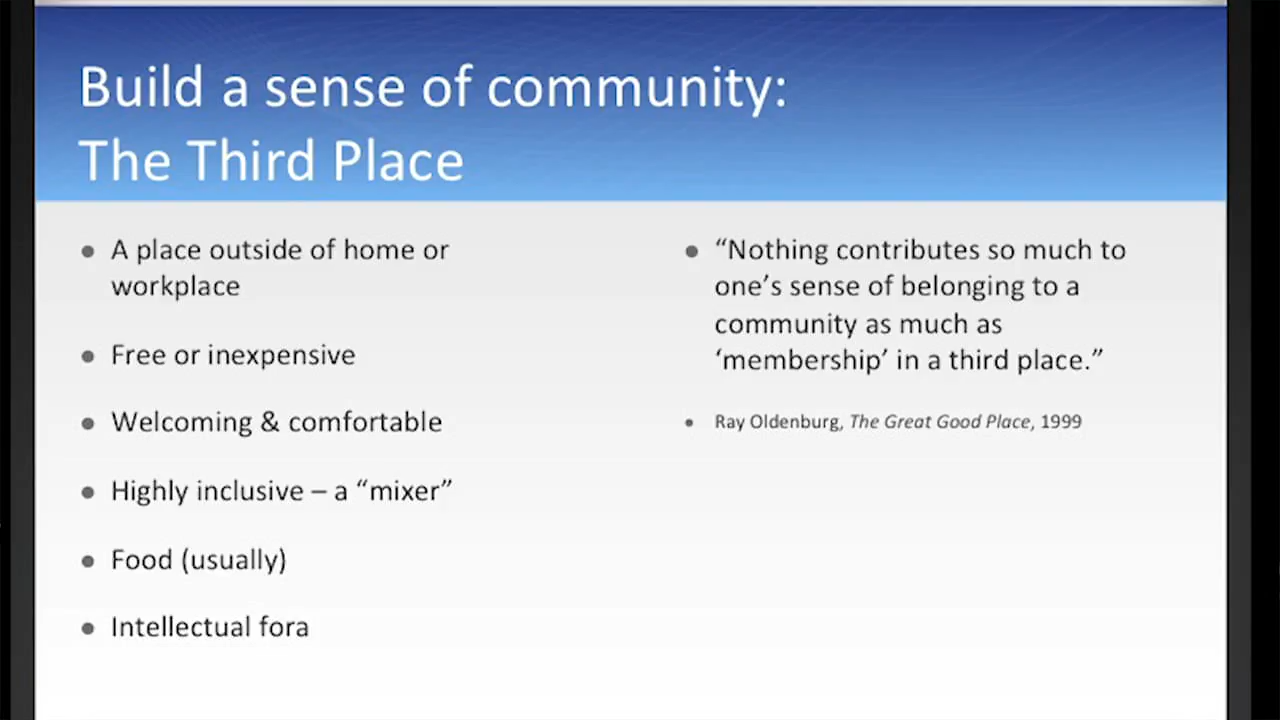 Build a sense of community:
The Third Place
• A place outside of home or
workplace
• Free or inexpensive
• Welcoming & comfortable
• Highly inclusive – a “mixer”
• Food (usually)
• Intellectual fora
• “Nothing contributes so much to
one’s sense of belonging to a
community as much as
‘membership’ in a third place.”
• Ray Oldenburg, The Great Good Place, 1999